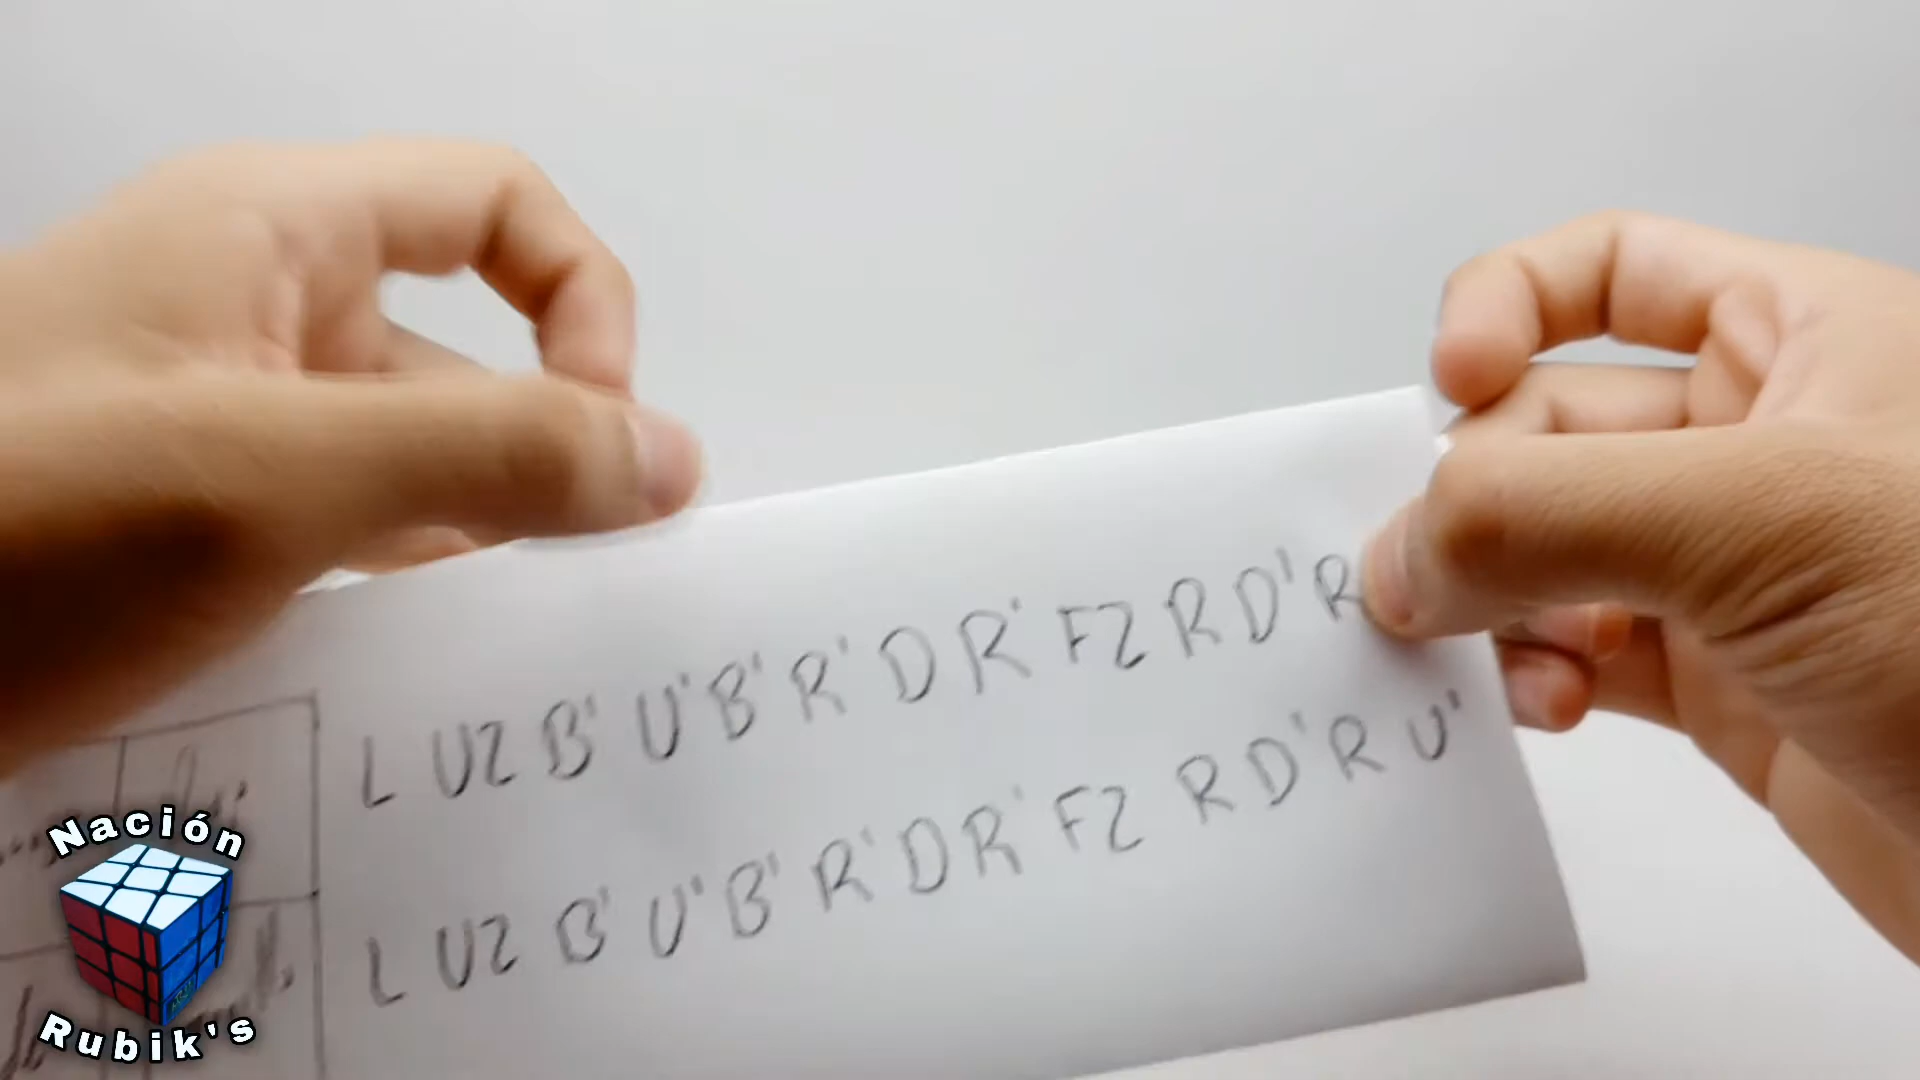 L U2 B' U' B' R' D R' F2 R D' R
L U2 B' U' B' R' D R' F2 R D' R U'
Nación
Rubik's